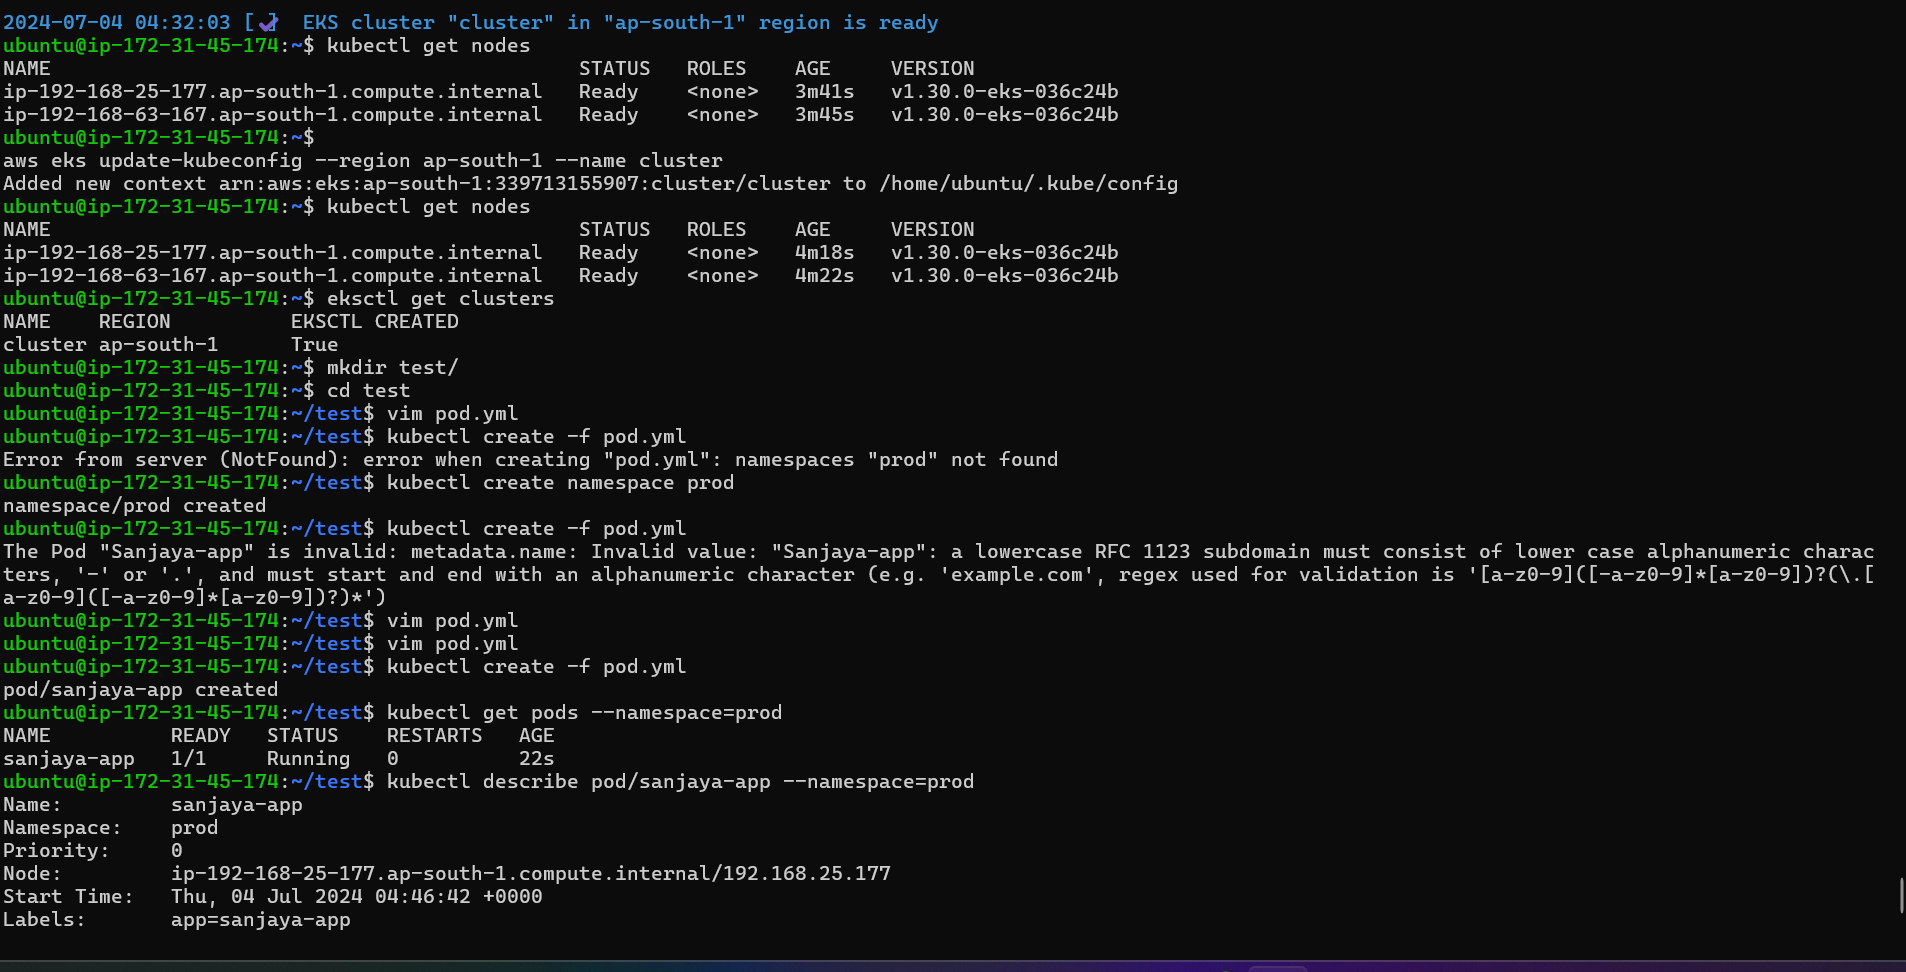 2024-07-04 04:32:03 [✔]  EKS cluster "cluster" in "ap-south-1" region is ready
ubuntu@ip-172-31-45-174:~$ kubectl get nodes
NAME                                            STATUS   ROLES    AGE     VERSION
ip-192-168-25-177.ap-south-1.compute.internal   Ready    <none>   3m41s   v1.30.0-eks-036c24b
ip-192-168-63-167.ap-south-1.compute.internal   Ready    <none>   3m45s   v1.30.0-eks-036c24b
ubuntu@ip-172-31-45-174:~$
aws eks update-kubeconfig --region ap-south-1 --name cluster
Added new context arn:aws:eks:ap-south-1:339713155907:cluster/cluster to /home/ubuntu/.kube/config
ubuntu@ip-172-31-45-174:~$ kubectl get nodes
NAME                                            STATUS   ROLES    AGE     VERSION
ip-192-168-25-177.ap-south-1.compute.internal   Ready    <none>   4m18s   v1.30.0-eks-036c24b
ip-192-168-63-167.ap-south-1.compute.internal   Ready    <none>   4m22s   v1.30.0-eks-036c24b
ubuntu@ip-172-31-45-174:~$ eksctl get clusters
NAME    REGION          EKSCTL CREATED
cluster ap-south-1      True
ubuntu@ip-172-31-45-174:~$ mkdir test/
ubuntu@ip-172-31-45-174:~$ cd test
ubuntu@ip-172-31-45-174:~/test$ vim pod.yml
ubuntu@ip-172-31-45-174:~/test$ kubectl create -f pod.yml
Error from server (NotFound): error when creating "pod.yml": namespaces "prod" not found
ubuntu@ip-172-31-45-174:~/test$ kubectl create namespace prod
namespace/prod created
ubuntu@ip-172-31-45-174:~/test$ kubectl create -f pod.yml
The Pod "Sanjaya-app" is invalid: metadata.name: Invalid value: "Sanjaya-app": a lowercase RFC 1123 subdomain must consist of lower case alphanumeric charac
ters, '-' or '.', and must start and end with an alphanumeric character (e.g. 'example.com', regex used for validation is '[a-z0-9]([-a-z0-9]*[a-z0-9])?(\.[
a-z0-9]([-a-z0-9]*[a-z0-9])?)*')
ubuntu@ip-172-31-45-174:~/test$ vim pod.yml
ubuntu@ip-172-31-45-174:~/test$ vim pod.yml
ubuntu@ip-172-31-45-174:~/test$ kubectl create -f pod.yml
pod/sanjaya-app created
ubuntu@ip-172-31-45-174:~/test$ kubectl get pods --namespace=prod
NAME          READY   STATUS    RESTARTS   AGE
sanjaya-app   1/1     Running   0          22s
ubuntu@ip-172-31-45-174:~/test$ kubectl describe pod/sanjaya-app --namespace=prod
Name:         sanjaya-app
Namespace:    prod
Priority:     0
Node:         ip-192-168-25-177.ap-south-1.compute.internal/192.168.25.177
Start Time:   Thu, 04 Jul 2024 04:46:42 +0000
Labels:       app=sanjaya-app